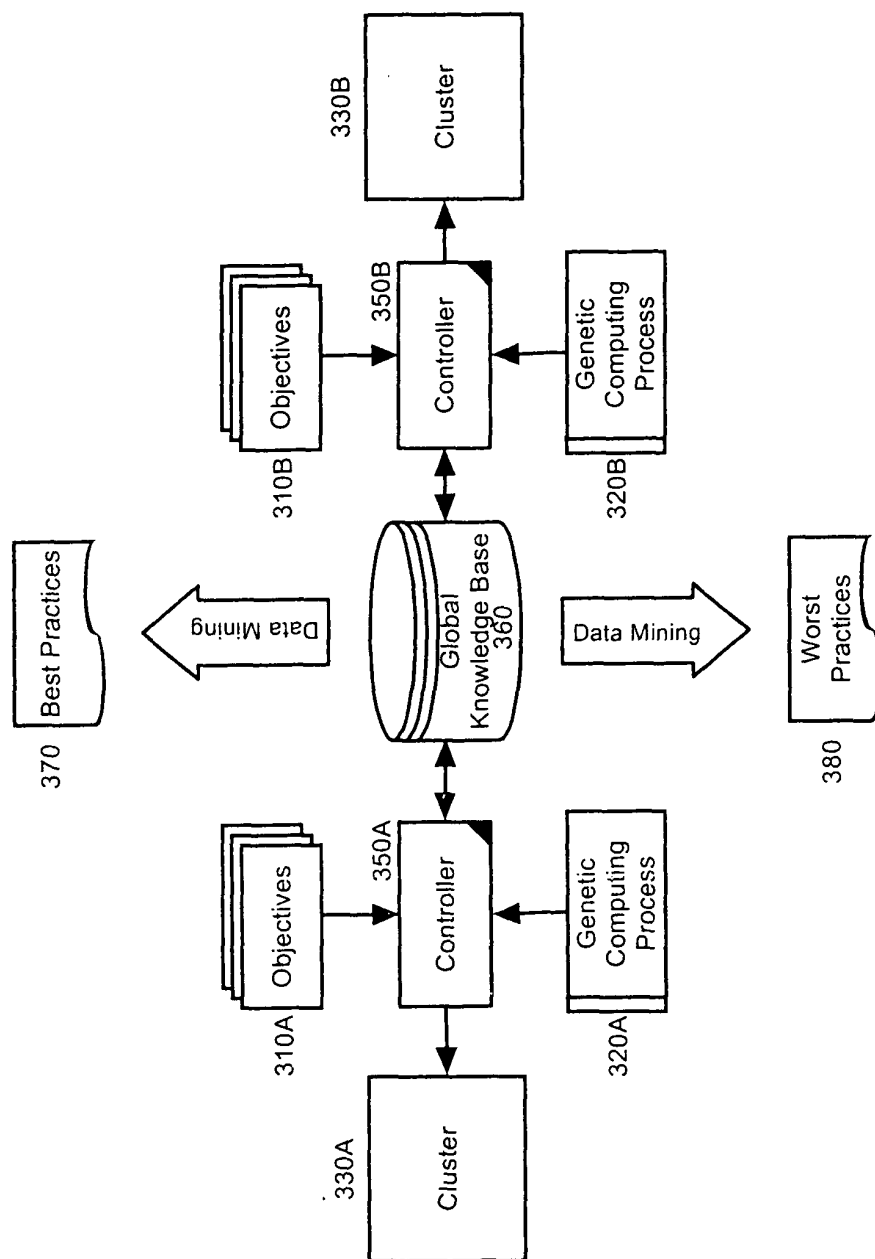 370
Best Practices
Data Mining
310A
Objectives
310B
Objectives
330A
Cluster
350A
Controller
Global
Knowledge Base
360
350B
Controller
330B
Cluster
320A
Genetic
Computing
Process
Data Mining
320B
Genetic
Computing
Process
380
Worst
Practices